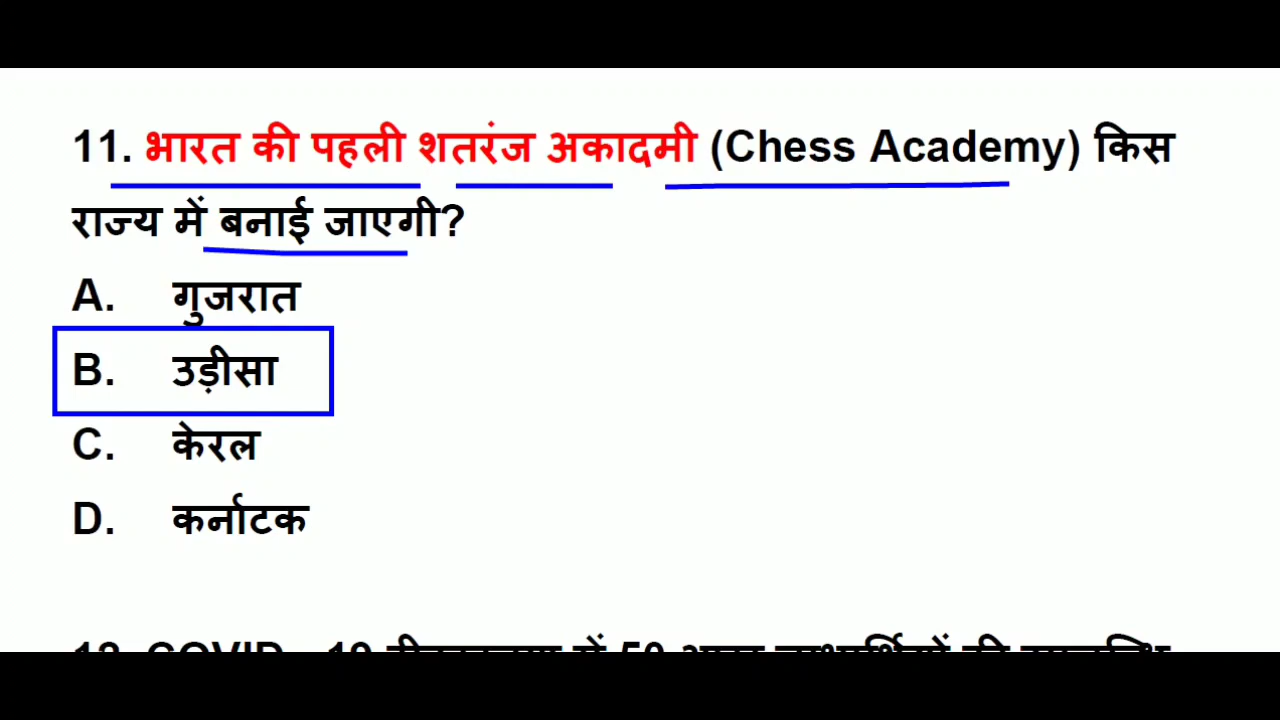 11. भारत की पहली शतरंज अकादमी (Chess Academy) किस
राज्य में बनाई जाएगी?
A. गुजरात
B. उड़ीसा
C. केरल
D. कर्नाटक